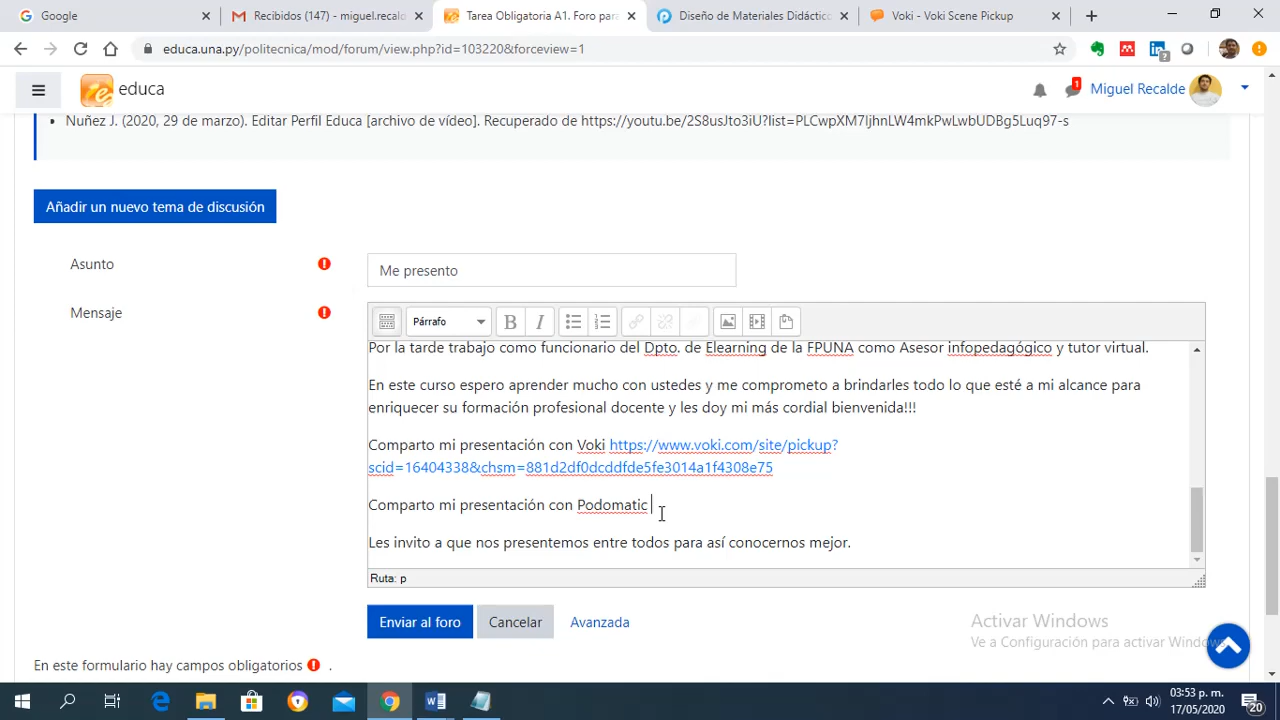 Google
Recibidos (147) - miguel.recald
Tarea Obligatoria A1. Foro para
Diseño de Materiales Didáctic
Voki - Voki Scene Pickup
educa.una.py/politecnica/mod/forum/view.php?id=103220&forceview=1
educa
1
Miguel Recalde
Nuñez J. (2020, 29 de marzo). Editar Perfil Educa [archivo de vídeo]. Recuperado de https://youtu.be/2S8usJto3iU?list=PLCwpXM7IjhnLW4mkPwLwbUDBg5Luq97-s
Añadir un nuevo tema de discusión
Asunto
Me presento
Mensaje
Párrafo
B I
Por la tarde trabajo como funcionario del Dpto. de Elearning de la FPUNA como Asesor infopedagógico y tutor virtual.
En este curso espero aprender mucho con ustedes y me comprometo a brindarles todo lo que esté a mi alcance para
enriquecer su formación profesional docente y les doy mi más cordial bienvenida!!!
Comparto mi presentación con Voki https://www.voki.com/site/pickup?
scid=16404338&chsm=881d2df0dcddfde5fe3014a1f4308e75
Comparto mi presentación con Podomatic
Les invito a que nos presentemos entre todos para así conocernos mejor.
Ruta: p
Enviar al foro
Cancelar
Avanzada
Activar Windows
Ve a Configuración para activar Windows.
En este formulario hay campos obligatorios .
03:53 p. m.
17/05/2020
20